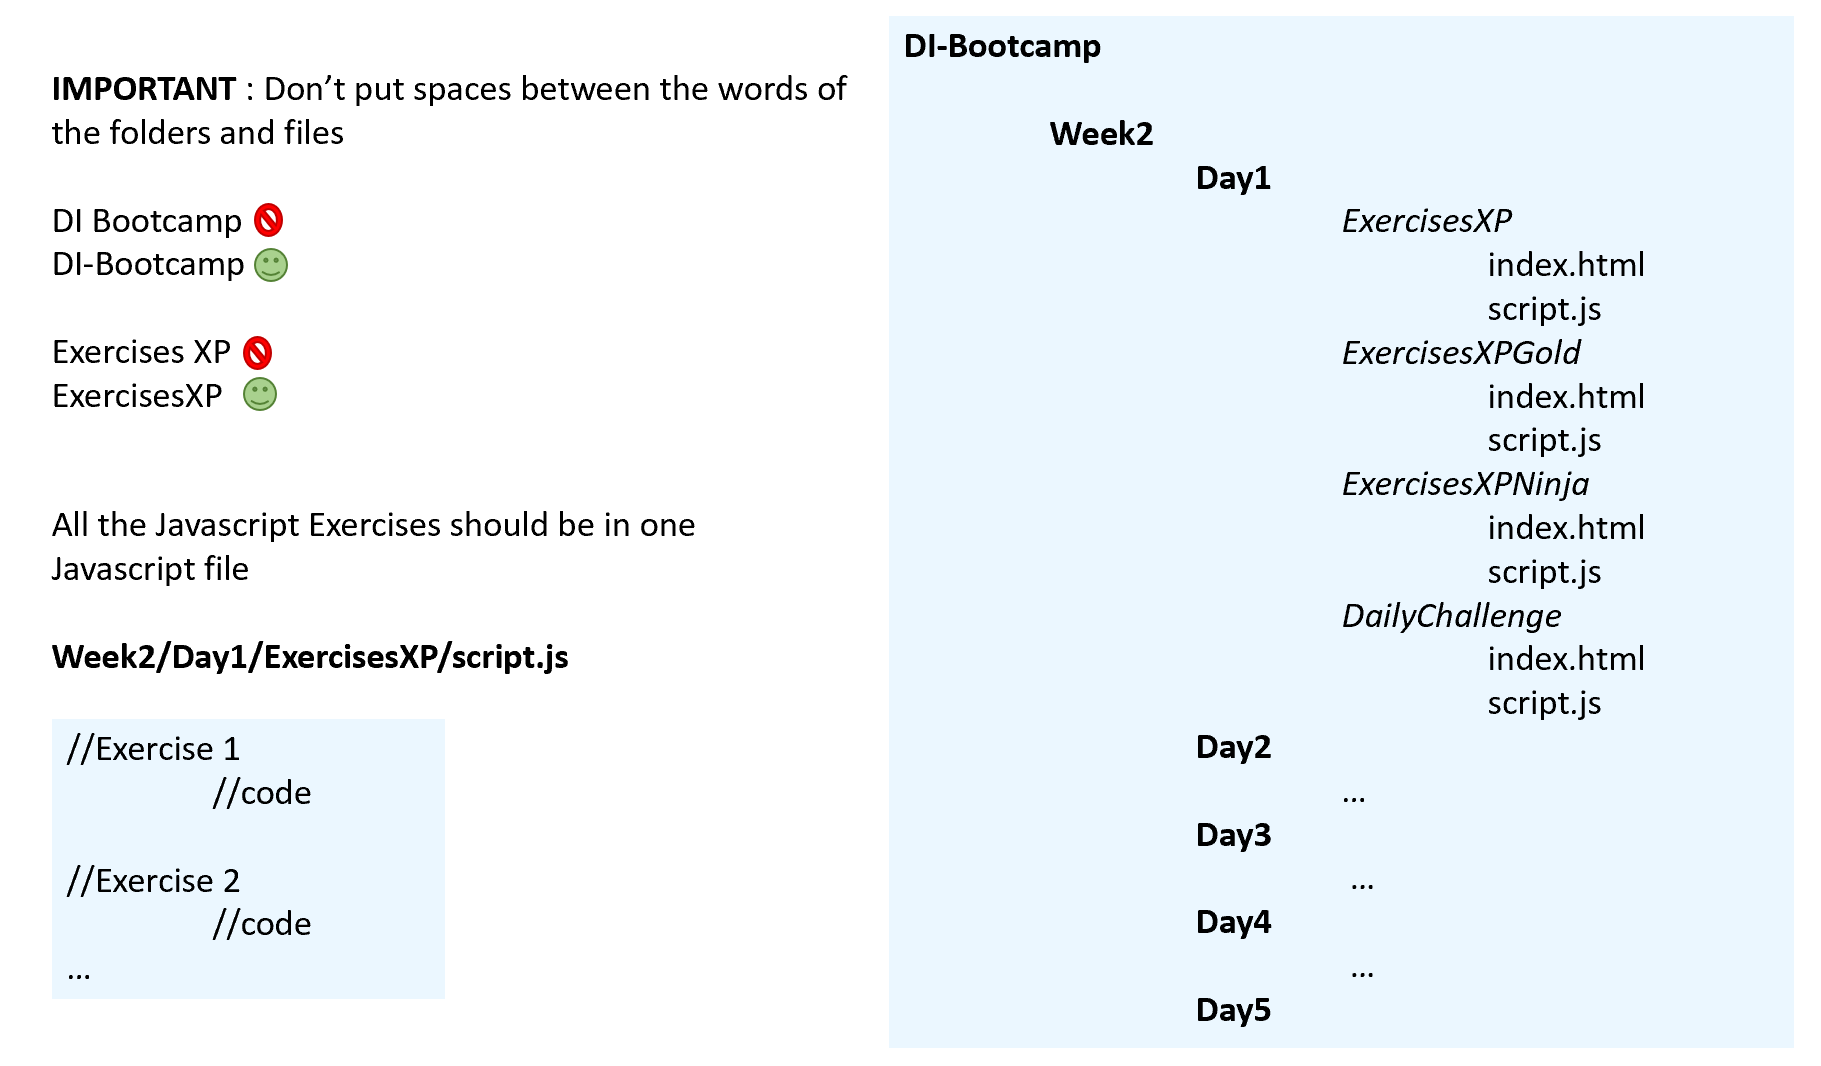 IMPORTANT : Don’t put spaces between the words of
the folders and files
DI Bootcamp
DI-Bootcamp
Exercises XP
ExercisesXP
All the Javascript Exercises should be in one
Javascript file
Week2/Day1/ExercisesXP/script.js
//Exercise 1
//code
//Exercise 2
//code
...
DI-Bootcamp
Week2
Day1
ExercisesXP
index.html
script.js
ExercisesXPGold
index.html
script.js
ExercisesXPNinja
index.html
script.js
DailyChallenge
index.html
script.js
Day2
...
Day3
...
Day4
...
Day5